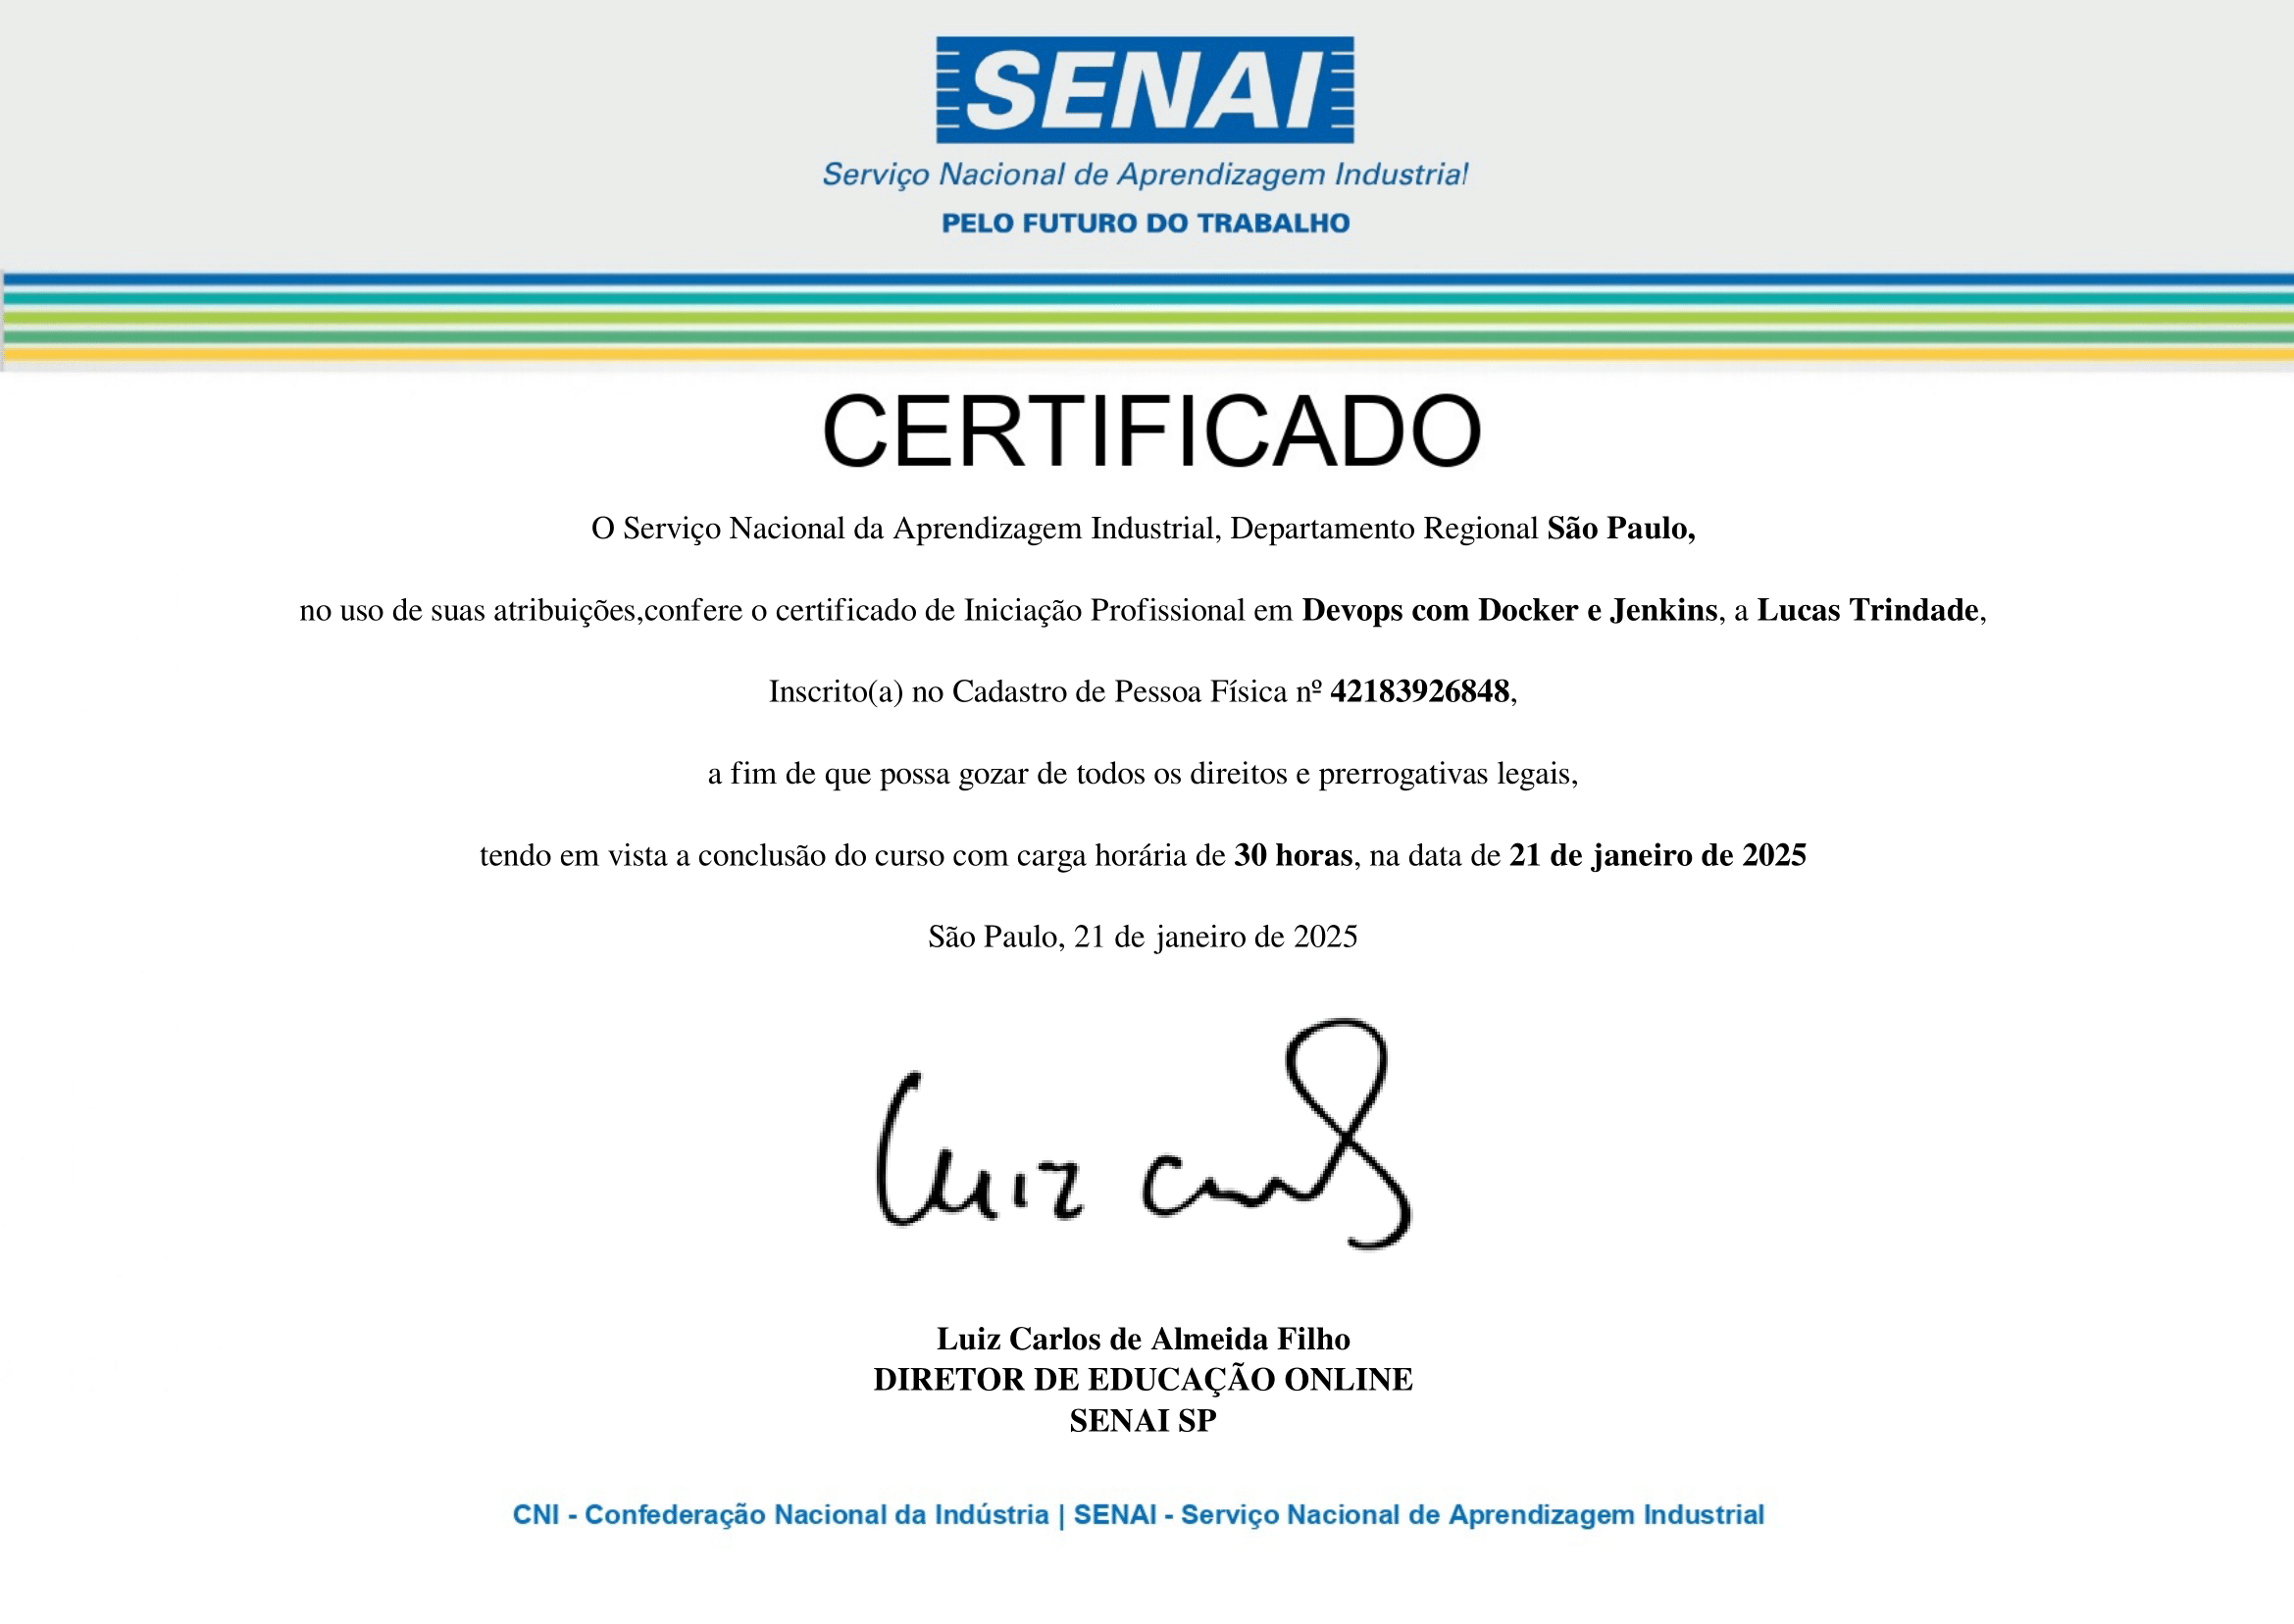 SENAI
Serviço Nacional de Aprendizagem Industrial
PELO FUTURO DO TRABALHO
CERTIFICADO
O Serviço Nacional da Aprendizagem Industrial, Departamento Regional São Paulo,
no uso de suas atribuições,confere o certificado de Iniciação Profissional em Devops com Docker e Jenkins, a Lucas Trindade,
Inscrito(a) no Cadastro de Pessoa Física nº 42183926848,
a fim de que possa gozar de todos os direitos e prerrogativas legais,
tendo em vista a conclusão do curso com carga horária de 30 horas, na data de 21 de janeiro de 2025
São Paulo, 21 de janeiro de 2025
Luiz
Luiz Carlos de Almeida Filho
DIRETOR DE EDUCAÇÃO ONLINE
SENAI SP
CNI - Confederação Nacional da Indústria | SENAI - Serviço Nacional de Aprendizagem Industrial